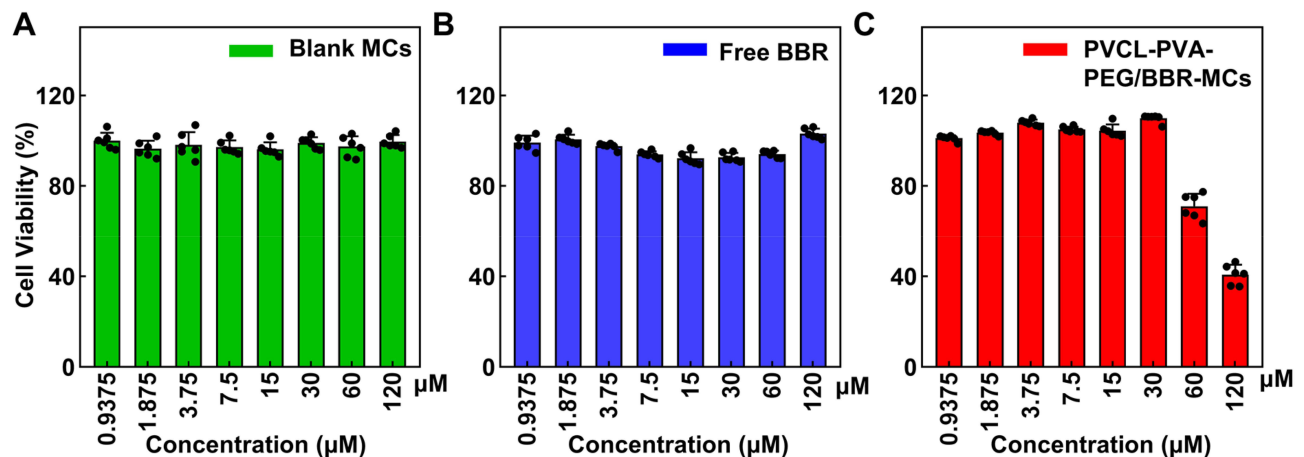 A
Blank MCs
Cell Viability (%)
120
80
40
0
0.9375
1.875
3.75
7.5
15
30
60
120
µM
Concentration (µM)
B
Free BBR
120
80
40
0
0.9375
1.875
3.75
7.5
15
30
60
120
µM
Concentration (µM)
C
PVCL-PVA-
PEG/BBR-MCs
120
80
40
0
0.9375
1.875
3.75
7.5
15
30
60
120
µM
Concentration (µM)